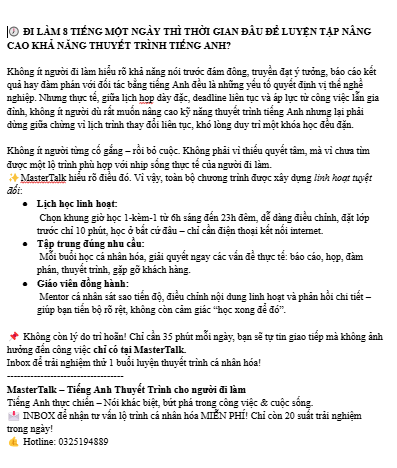 🕗 ĐI LÀM 8 TIẾNG MỘT NGÀY THÌ THỜI GIAN ĐÂU ĐỂ LUYỆN TẬP NÂNG
CAO KHẢ NĂNG THUYẾT TRÌNH TIẾNG ANH?
Không ít người đi làm hiểu rõ khả năng nói trước đám đông, truyền đạt ý tưởng, báo cáo kết
quả hay đàm phán với đối tác bằng tiếng Anh đều là những yếu tố quyết định vị thế nghề
nghiệp. Nhưng thực tế, giữa lịch họp dày đặc, deadline liên tục và áp lực từ công việc lẫn gia
đình, không ít người dù rất muốn nâng cao kỹ năng thuyết trình tiếng Anh nhưng lại phải
dừng giữa chừng vì lịch trình thay đổi liên tục, khó lòng duy trì một khóa học đều đặn.
Không ít người từng cố gắng – rồi bỏ cuộc. Không phải vì thiếu quyết tâm, mà vì chưa tìm
được một lộ trình phù hợp với nhịp sống thực tế của người đi làm.
✨MasterTalk hiểu rõ điều đó. Vì vậy, toàn bộ chương trình được xây dựng linh hoạt tuyệt
đối:
● Lịch học linh hoạt:
Chọn khung giờ học 1-kèm-1 từ 6h sáng đến 23h đêm, dễ dàng điều chỉnh, đặt lớp
trước chỉ 10 phút, học ở bất cứ đâu – chỉ cần điện thoại kết nối internet.
● Tập trung đúng nhu cầu:
Mỗi buổi học cá nhân hóa, giải quyết ngay các vấn đề thực tế: báo cáo, họp, đàm
phán, thuyết trình, gặp gỡ khách hàng.
● Giáo viên đồng hành:
Mentor cá nhân sát sao tiến độ, điều chỉnh nội dung linh hoạt và phản hồi chi tiết –
giúp bạn tiến bộ rõ rệt, không còn cảm giác “học xong để đó”.
📌 Không còn lý do trì hoãn! Chỉ cần 35 phút mỗi ngày, bạn sẽ tự tin giao tiếp mà không ảnh
hưởng đến công việc chỉ có tại MasterTalk.
Inbox để trải nghiệm thử 1 buổi luyện thuyết trình cá nhân hóa!
-----------------------------------
MasterTalk – Tiếng Anh Thuyết Trình cho người đi làm
Tiếng Anh thực chiến – Nói khác biệt, bứt phá trong công việc & cuộc sống.
📩 INBOX để nhận tư vấn lộ trình cá nhân hóa MIỄN PHÍ! Chỉ còn 20 suất trải nghiệm
trong ngày!
👍 Hotline: 0325194889